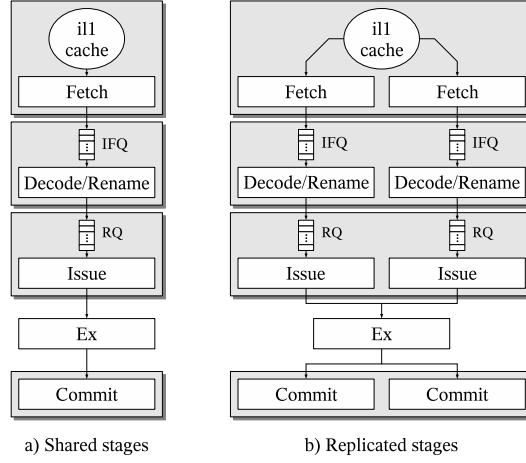 il1
cache
Fetch
IFQ
Decode/Rename
RQ
Issue
Ex
Commit
a) Shared stages
il1
cache
Fetch Fetch
IFQ IFQ
Decode/Rename Decode/Rename
RQ RQ
Issue Issue
Ex
Commit Commit
b) Replicated stages